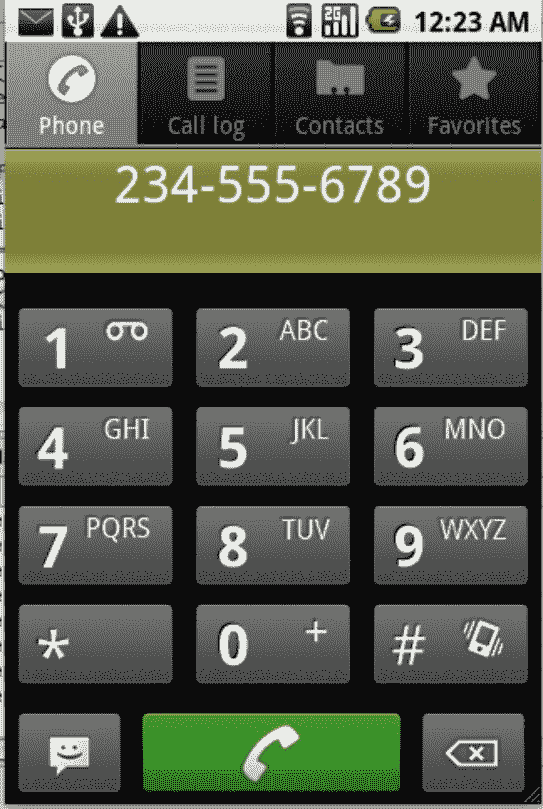 2G 12:23 AM
Phone Call log Contacts Favorites
234-555-6789
1 2 ABC 3 DEF
4 GHI 5 JKL 6 MNO
7 PQRS 8 TUV 9 WXYZ
* 0 + #